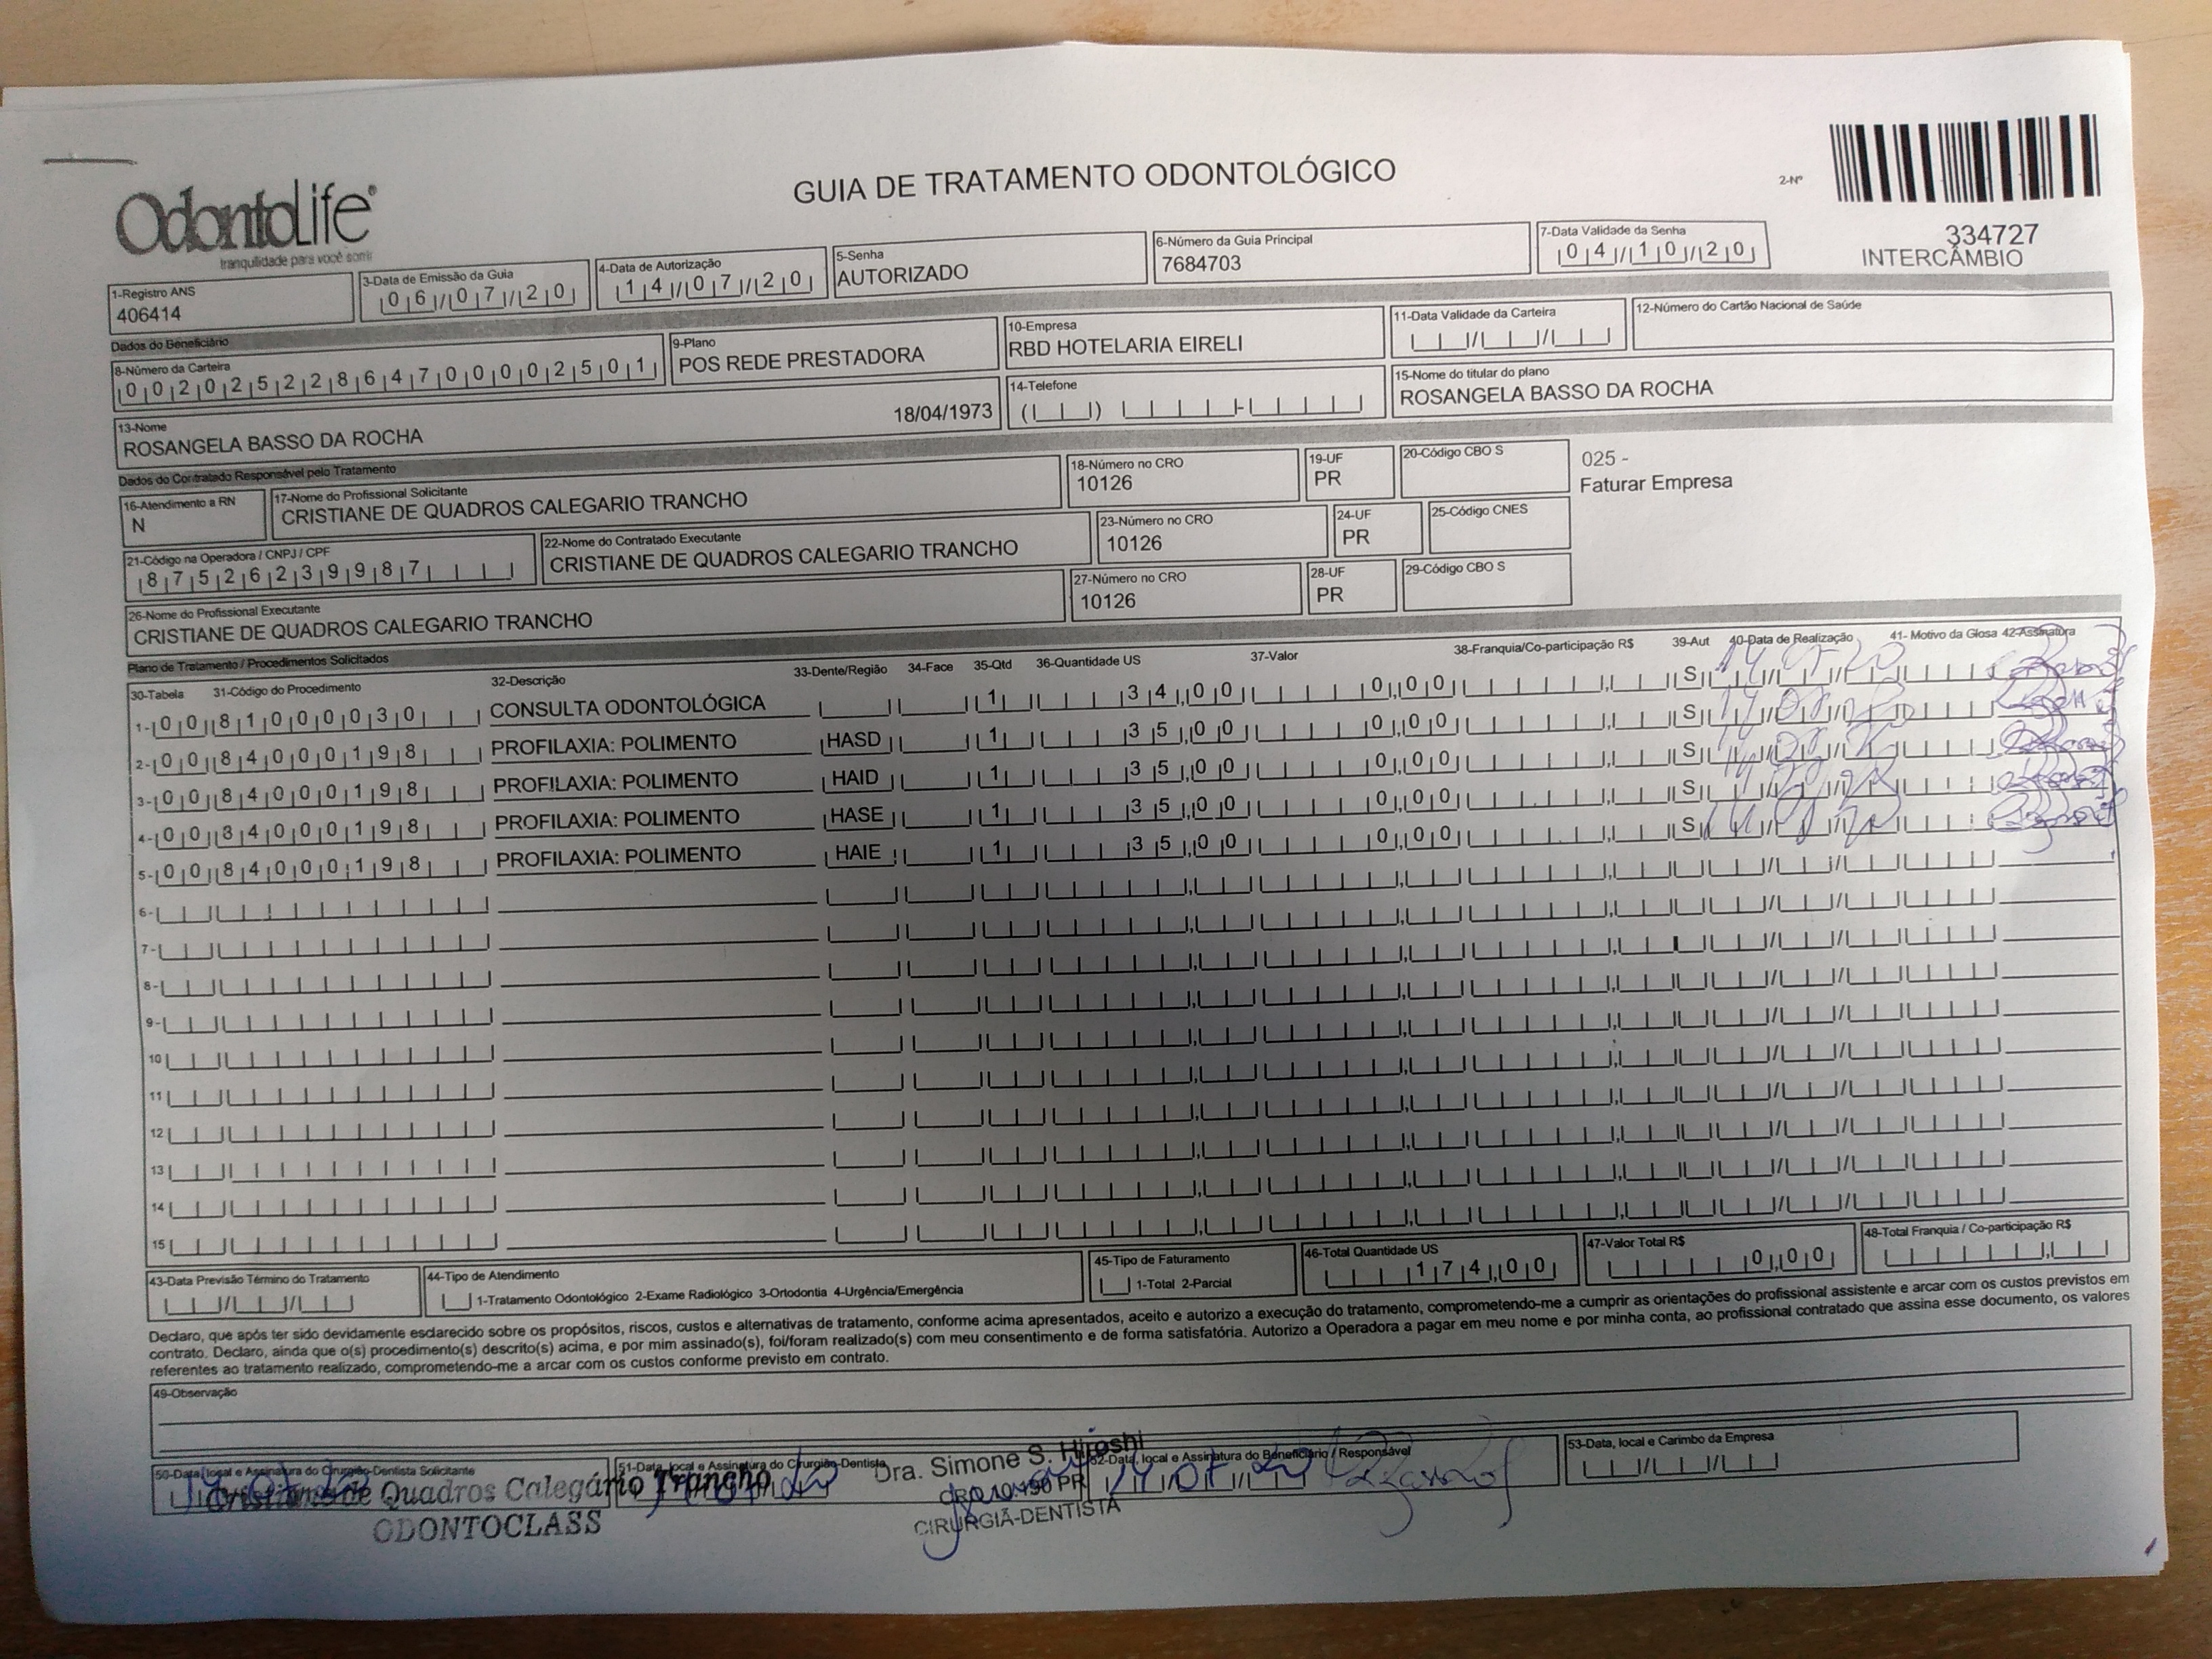 OdontoLife®
tranquilidade para você sorrir
GUIA DE TRATAMENTO ODONTOLÓGICO
2-Nº
334727
INTERCÂMBIO
1-Registro ANS
406414
3-Data de Emissão da Guia
06/07/20
4-Data de Autorização
14/07/20
5-Senha
AUTORIZADO
6-Número da Guia Principal
7684703
7-Data Validade da Senha
04/10/20
Dados do Beneficiário
8-Número da Carteira
00202522864700002501
9-Plano
POS REDE PRESTADORA
10-Empresa
RBD HOTELARIA EIRELI
11-Data Validade da Carteira
12-Número do Cartão Nacional de Saúde
13-Nome
ROSANGELA BASSO DA ROCHA 18/04/1973
14-Telefone
15-Nome do titular do plano
ROSANGELA BASSO DA ROCHA
Dados do Contratado Responsável pelo Tratamento
16-Atendimento a RN
N
17-Nome do Profissional Solicitante
CRISTIANE DE QUADROS CALEGARIO TRANCHO
18-Número no CRO
10126
19-UF
PR
20-Código CBO S
025 -
Faturar Empresa
21-Código na Operadora / CNPJ / CPF
87526239987
22-Nome do Contratado Executante
CRISTIANE DE QUADROS CALEGARIO TRANCHO
23-Número no CRO
10126
24-UF
PR
25-Código CNES
26-Nome do Profissional Executante
CRISTIANE DE QUADROS CALEGARIO TRANCHO
27-Número no CRO
10126
28-UF
PR
29-Código CBO S
Plano de Tratamento / Procedimentos Solicitados
30-Tabela 31-Código do Procedimento 32-Descrição 33-Dente/Região 34-Face 35-Qtd 36-Quantidade US 37-Valor 38-Franquia/Co-participação R$ 39-Aut 40-Data de Realização 41- Motivo da Glosa 42-Assinatura
1- 00 81000030 CONSULTA ODONTOLÓGICA 1 34,00 0,00 S 14 07 20
2- 00 84000198 PROFILAXIA: POLIMENTO HASD 1 35,00 0,00 S
3- 00 84000198 PROFILAXIA: POLIMENTO HAID 1 35,00 0,00 S
4- 00 84000198 PROFILAXIA: POLIMENTO HASE 1 35,00 0,00 S
5- 00 84000198 PROFILAXIA: POLIMENTO HAIE 1 35,00 0,00 S
6-
7-
8-
9-
10
11
12
13
14
15
43-Data Previsão Término do Tratamento
44-Tipo de Atendimento
1-Tratamento Odontológico 2-Exame Radiológico 3-Ortodontia 4-Urgência/Emergência
45-Tipo de Faturamento
1-Total 2-Parcial
46-Total Quantidade US
174,00
47-Valor Total R$
0,00
48-Total Franquia / Co-participação R$
Declaro, que após ter sido devidamente esclarecido sobre os propósitos, riscos, custos e alternativas de tratamento, conforme acima apresentados, aceito e autorizo a execução do tratamento, comprometendo-me a cumprir as orientações do profissional assistente e arcar com os custos previstos em
contrato. Declaro, ainda que o(s) procedimento(s) descrito(s) acima, e por mim assinado(s), foi/foram realizado(s) com meu consentimento e de forma satisfatória. Autorizo a Operadora a pagar em meu nome e por minha conta, ao profissional contratado que assina esse documento, os valores
referentes ao tratamento realizado, comprometendo-me a arcar com os custos conforme previsto em contrato.
49-Observação
50-Data, local e Assinatura do Cirurgião-Dentista Solicitante
Cristiane de Quadros Calegário Trancho
ODONTOCLASS
51-Data, local e Assinatura do Cirurgião-Dentista
Dra. Simone S. Hiroshi
CRO 10.490 PR
CIRURGIÃ-DENTISTA
52-Data, local e Assinatura do Beneficiário / Responsável
14 07 20
53-Data, local e Carimbo da Empresa